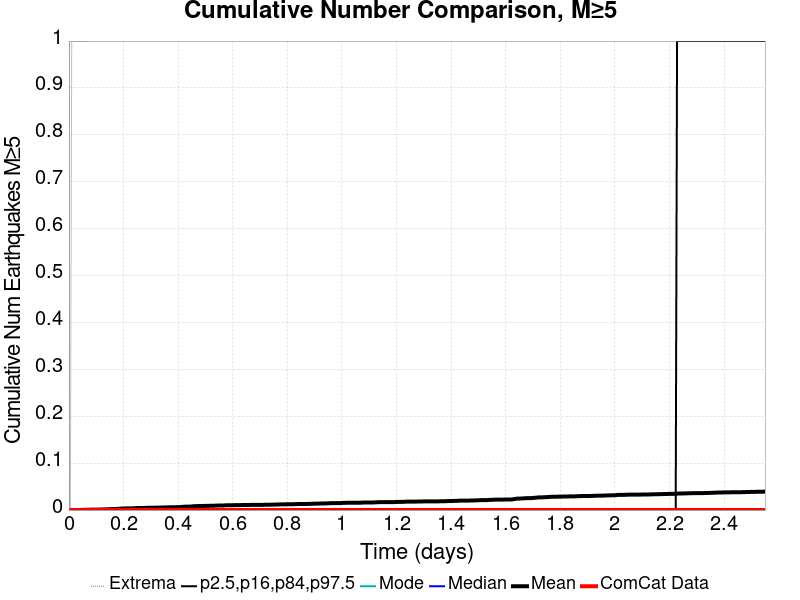 Cumulative Number Comparison, M≥5
Cumulative Num Earthquakes M≥5
1
0.9
0.8
0.7
0.6
0.5
0.4
0.3
0.2
0.1
0
0 0.2 0.4 0.6 0.8 1 1.2 1.4 1.6 1.8 2 2.2 2.4
Time (days)
Extrema p2.5,p16,p84,p97.5 Mode Median Mean ComCat Data